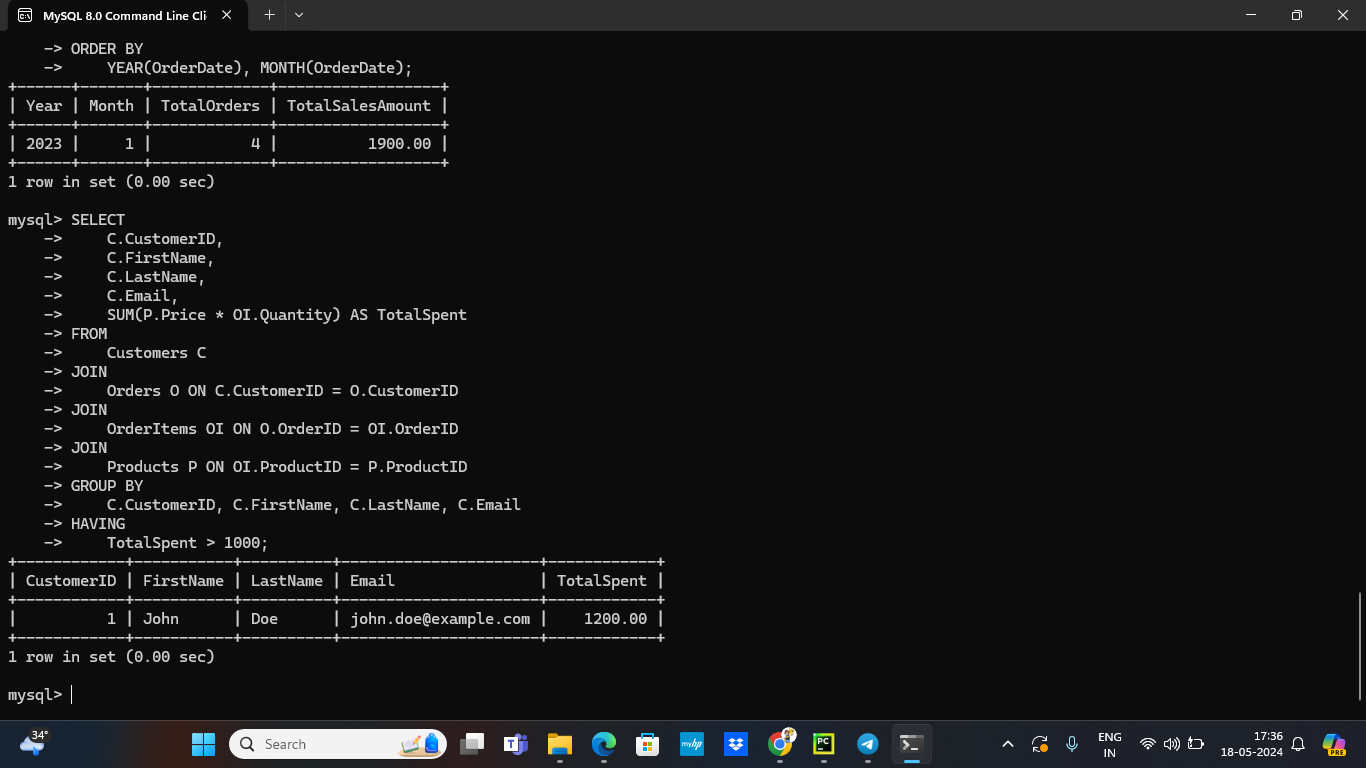 MySQL 8.0 Command Line Cli
-> ORDER BY
->     YEAR(OrderDate), MONTH(OrderDate);
+------+-------+-------------+------------------+
| Year | Month | TotalOrders | TotalSalesAmount |
+------+-------+-------------+------------------+
| 2023 |     1 |           4 |          1900.00 |
+------+-------+-------------+------------------+
1 row in set (0.00 sec)
mysql> SELECT
    ->     C.CustomerID,
    ->     C.FirstName,
    ->     C.LastName,
    ->     C.Email,
    ->     SUM(P.Price * OI.Quantity) AS TotalSpent
    -> FROM
    ->     Customers C
    -> JOIN
    ->     Orders O ON C.CustomerID = O.CustomerID
    -> JOIN
    ->     OrderItems OI ON O.OrderID = OI.OrderID
    -> JOIN
    ->     Products P ON OI.ProductID = P.ProductID
    -> GROUP BY
    ->     C.CustomerID, C.FirstName, C.LastName, C.Email
    -> HAVING
    ->     TotalSpent > 1000;
+------------+-----------+----------+----------------------+------------+
| CustomerID | FirstName | LastName | Email                | TotalSpent |
+------------+-----------+----------+----------------------+------------+
|          1 | John      | Doe      | john.doe@example.com |    1200.00 |
+------------+-----------+----------+----------------------+------------+
1 row in set (0.00 sec)
mysql>
34°
Search
myhp
PC
ENG
IN
17:36
18-05-2024
PRE